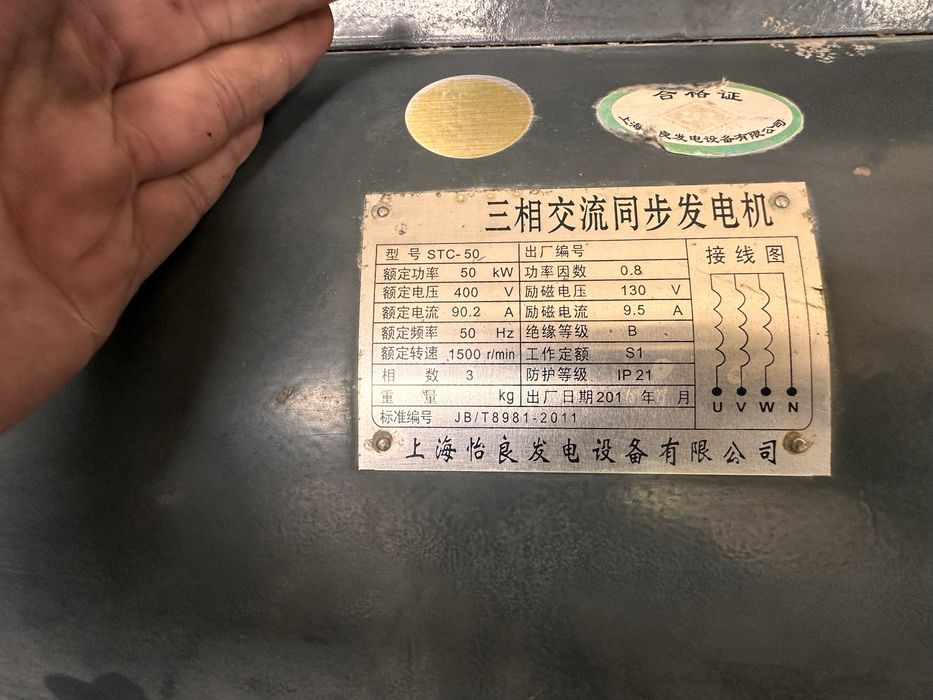 合格证
上海 良发电设备有限公司
三相交流同步发电机
型 号 STC-50 出厂编号
额定功率 50 kW 功率因数 0.8
额定电压 400 V 励磁电压 130 V
额定电流 90.2 A 励磁电流 9.5 A
额定频率 50 Hz 绝缘等级 B
额定转速 1500 r/min 工作定额 S1
相 数 3 防护等级 IP21
重 量 kg 出厂日期 201 年 月
标准编号 JB/T8981-2011
接线图
U V W N
上海怡良发电设备有限公司